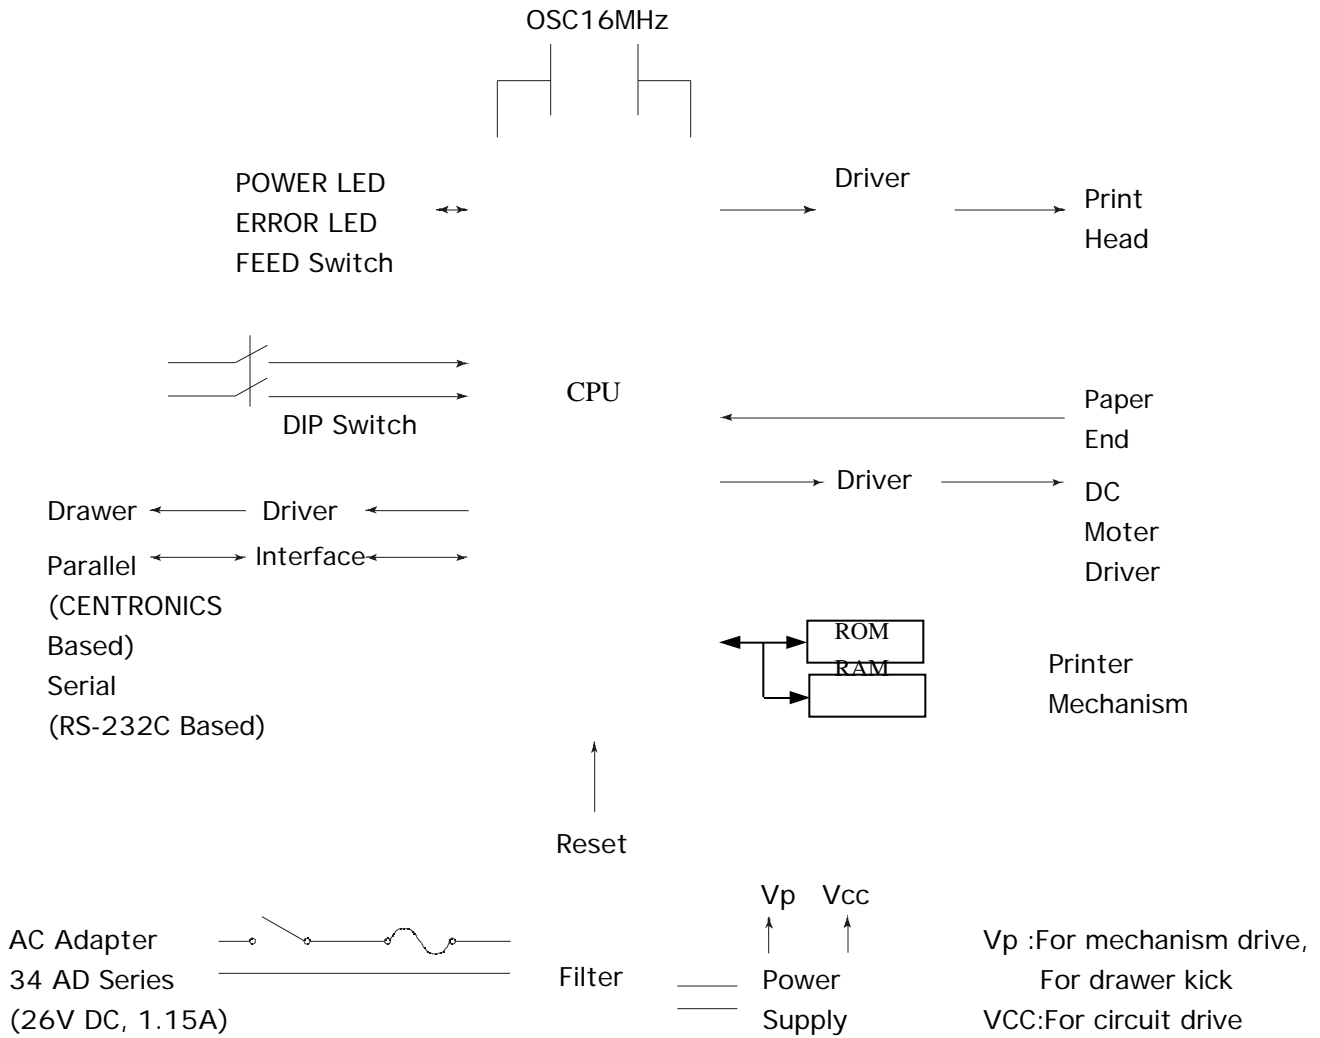 OSC16MHz
POWER LED
ERROR LED
FEED Switch
Driver
Print
Head
DIP Switch
CPU
Paper
End
Driver
DC
Moter
Driver
Drawer
Driver
Interface
Parallel
(CENTRONICS
Based)
Serial
(RS-232C Based)
ROM
RAM
Printer
Mechanism
Reset
Vp Vcc
AC Adapter
34 AD Series
(26V DC, 1.15A)
Filter
Power
Supply
Vp :For mechanism drive,
For drawer kick
VCC:For circuit drive